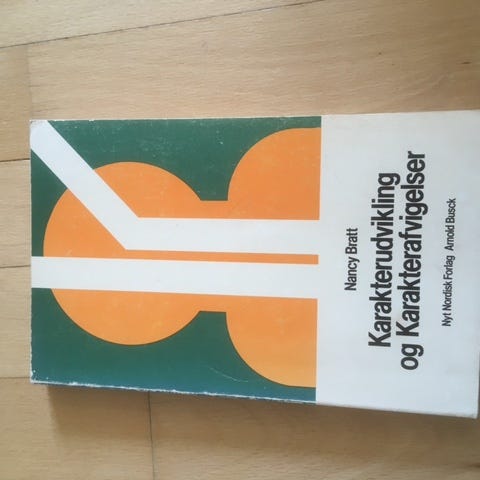 Nancy Bratt
Karakterudvikling
og Karakterafvigelser
Nyt Nordisk Forlag Arnold Busck